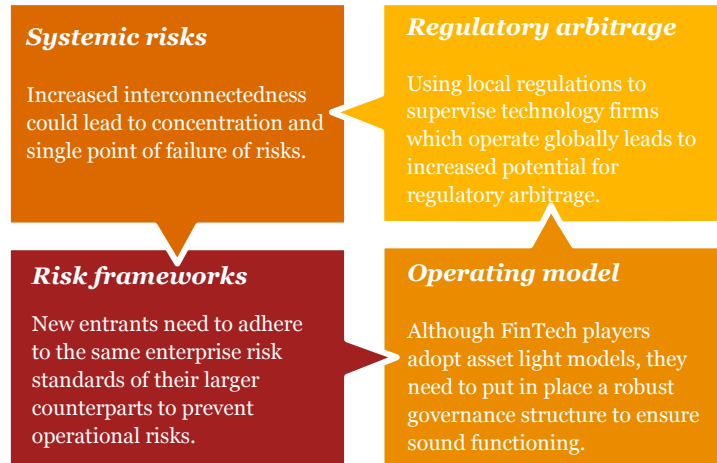 Systemic risks
Increased interconnectedness
could lead to concentration and
single point of failure of risks.
Regulatory arbitrage
Using local regulations to
supervise technology firms
which operate globally leads to
increased potential for
regulatory arbitrage.
Risk frameworks
New entrants need to adhere
to the same enterprise risk
standards of their larger
counterparts to prevent
operational risks.
Operating model
Although FinTech players
adopt asset light models, they
need to put in place a robust
governance structure to ensure
sound functioning.